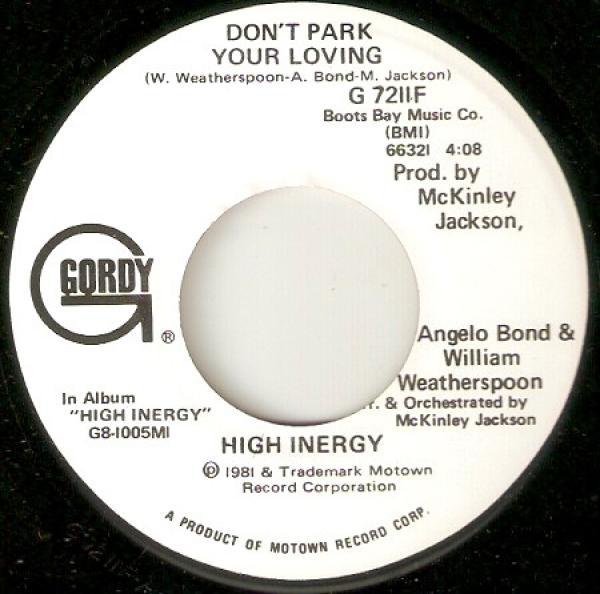 DON'T PARK
YOUR LOVING
(W. Weatherspoon-A. Bond-M. Jackson)
G 7211F
Boots Bay Music Co.
(BMI)
66321 4:08
Prod. by
McKinley
Jackson,
GORDY
®
Angelo Bond &
William
Weatherspoon
& Orchestrated by
McKinley Jackson
In Album
"HIGH INERGY"
G8-1005M1
HIGH INERGY
℗ 1981 & Trademark Motown
Record Corporation
A PRODUCT OF MOTOWN RECORD CORP.